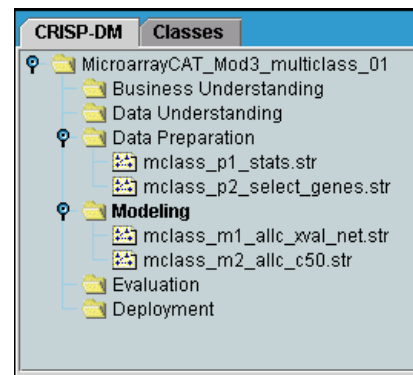 CRISP-DM Classes
MicroarrayCAT_Mod3_multiclass_01
Business Understanding
Data Understanding
Data Preparation
mclass_p1_stats.str
mclass_p2_select_genes.str
Modeling
mclass_m1_allc_xval_net.str
mclass_m2_allc_c50.str
Evaluation
Deployment